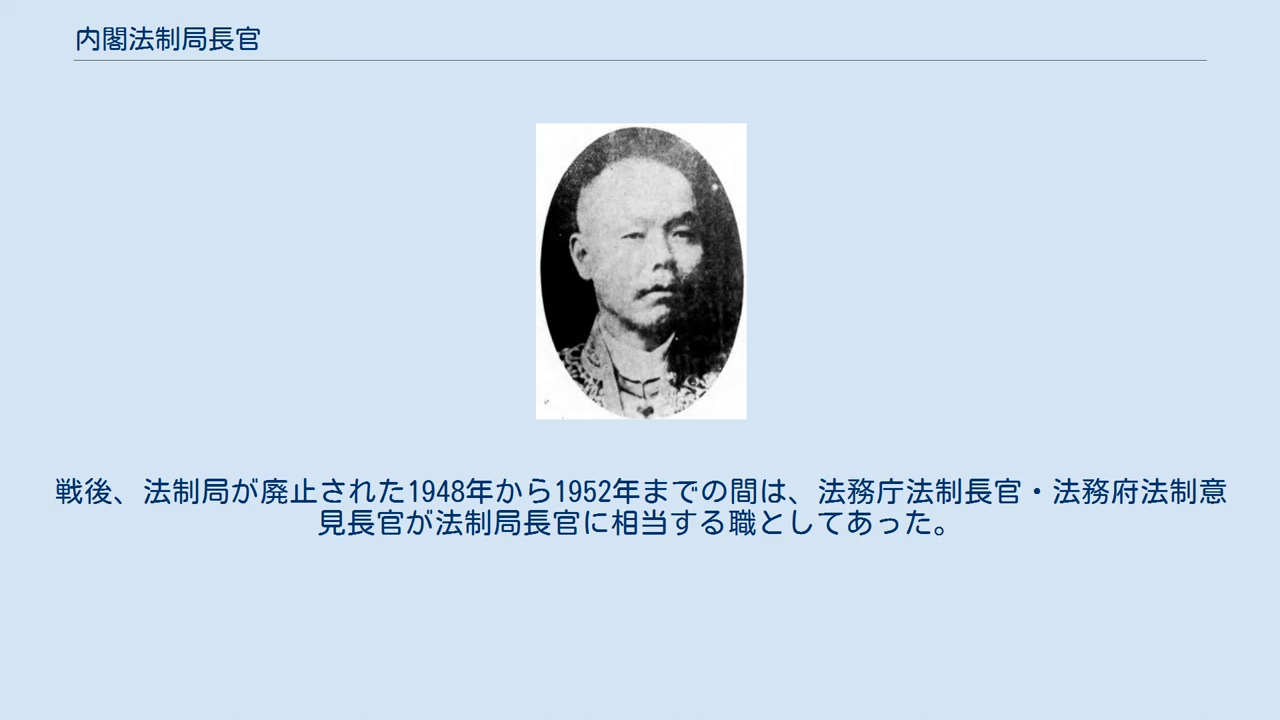 内閣法制局長官
戦後、法制局が廃止された1948年から1952年までの間は、法務庁法制長官・法務府法制意
見長官が法制局長官に相当する職としてあった。